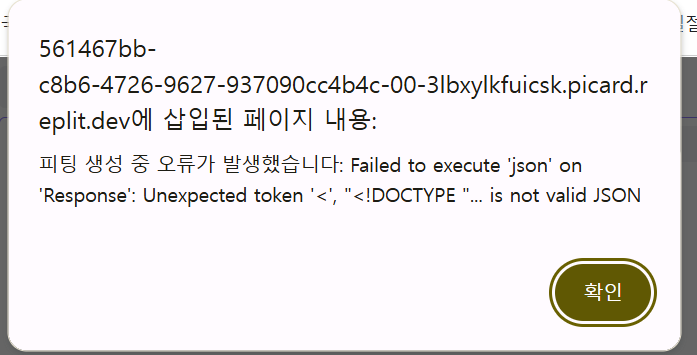 561467bb-
c8b6-4726-9627-937090cc4b4c-00-3lbxylkfuicsk.picard.r
eplit.dev에 삽입된 페이지 내용:
피팅 생성 중 오류가 발생했습니다: Failed to execute 'json' on
'Response': Unexpected token '<', "<!DOCTYPE "... is not valid JSON
확인